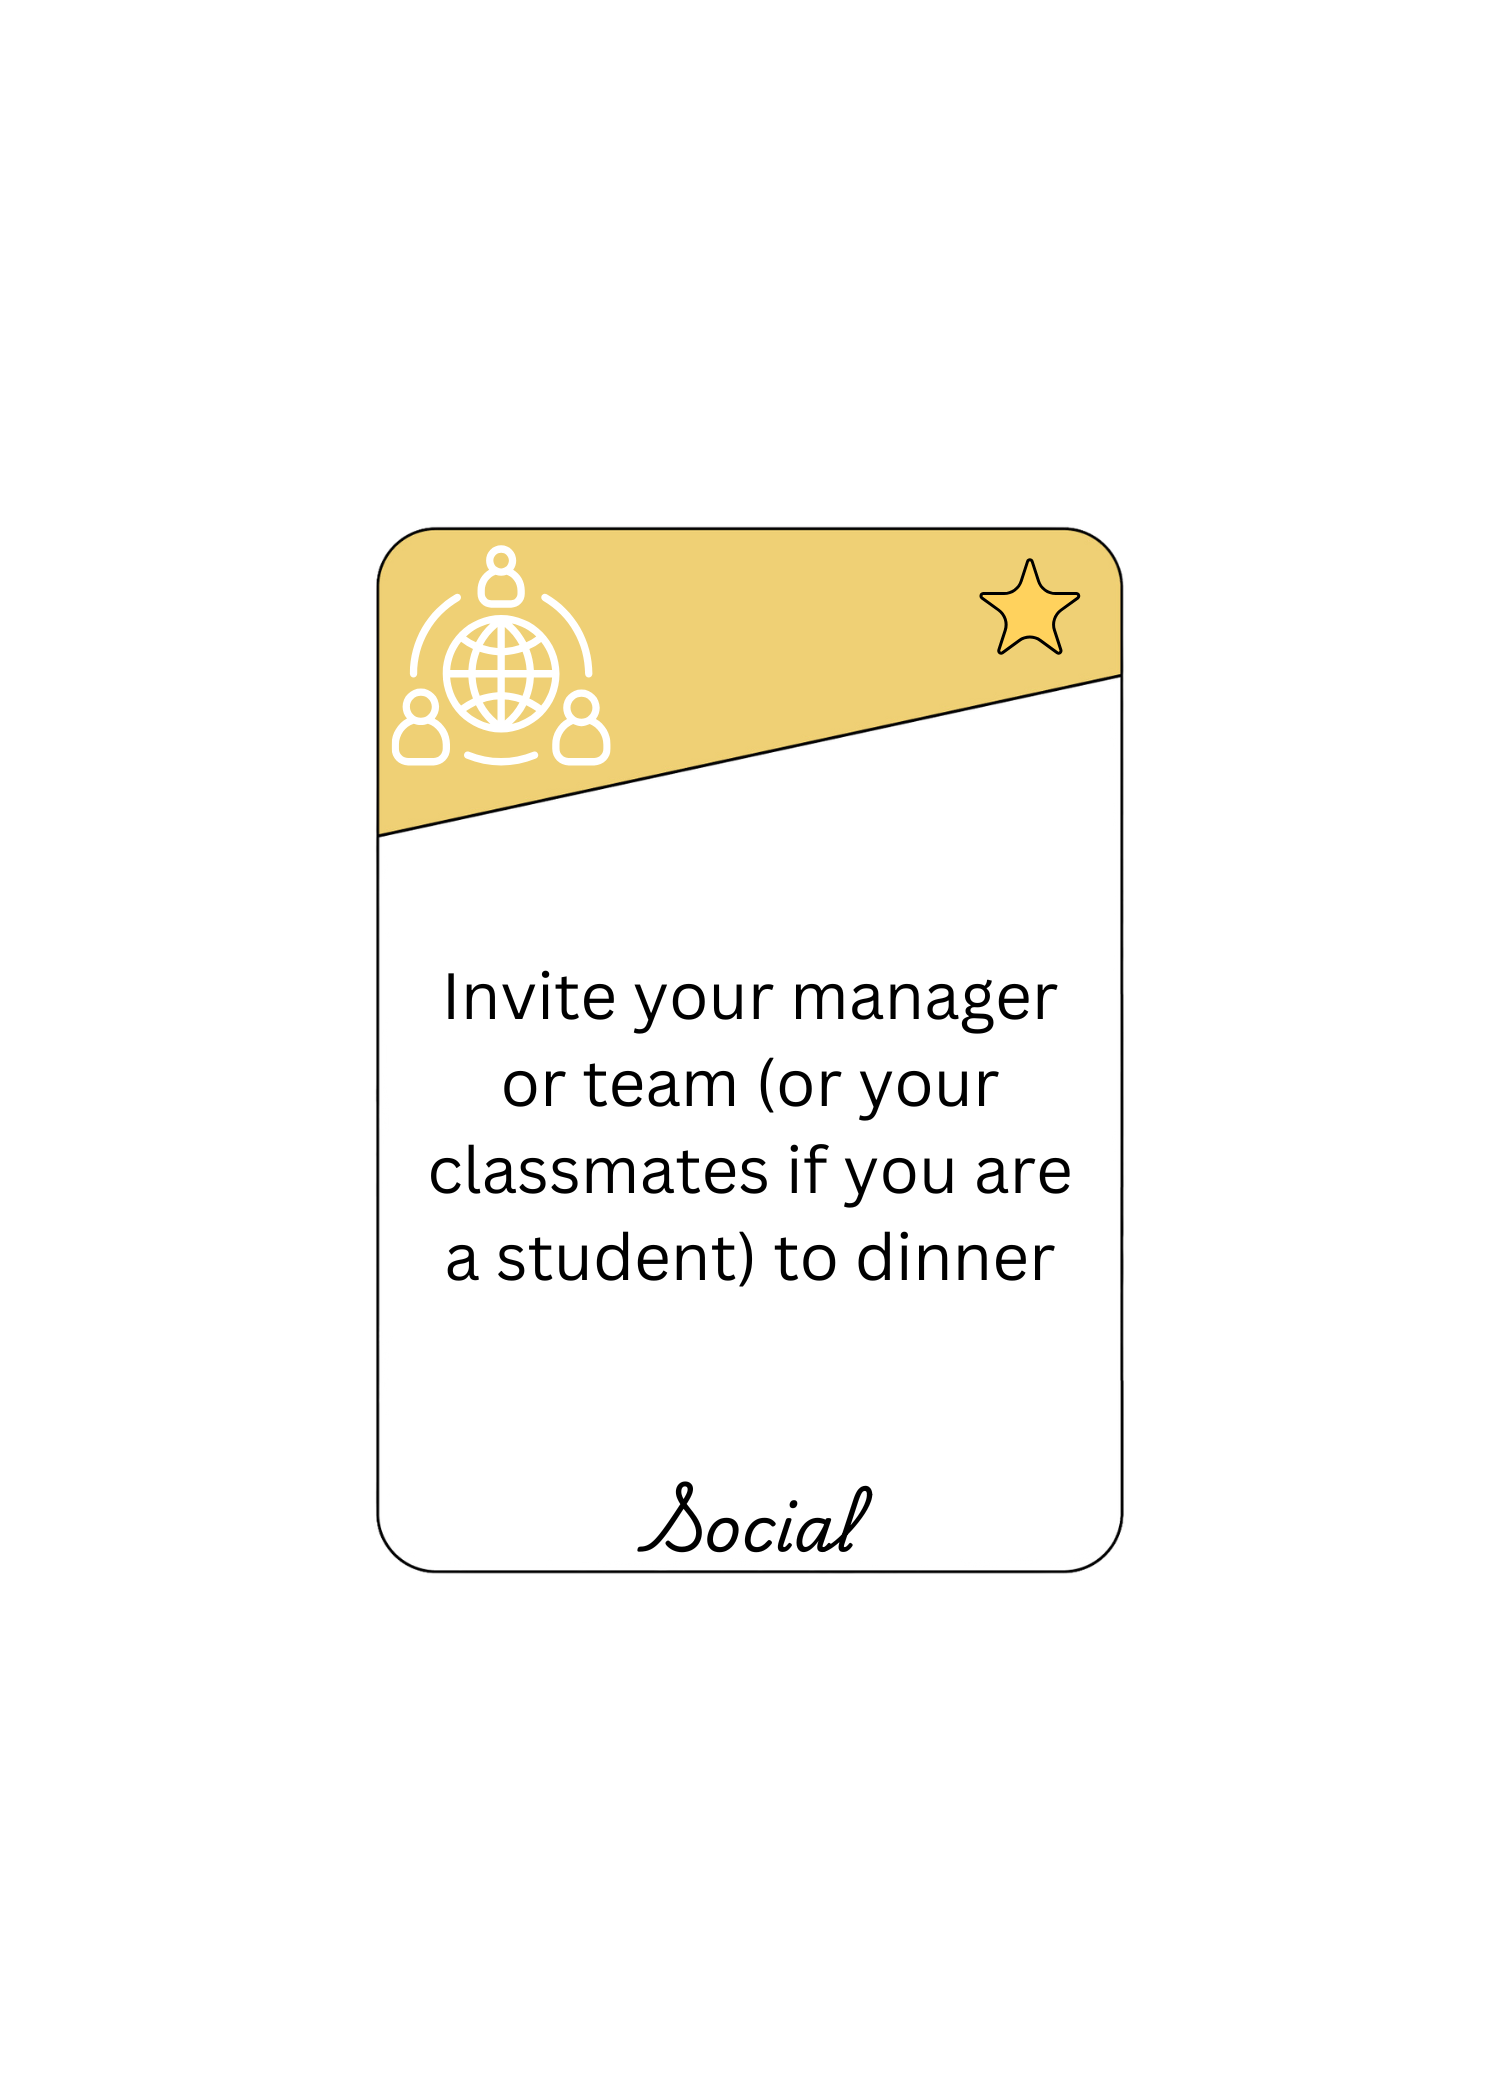 Invite your manager
or team (or your
classmates if you are
a student) to dinner
Social